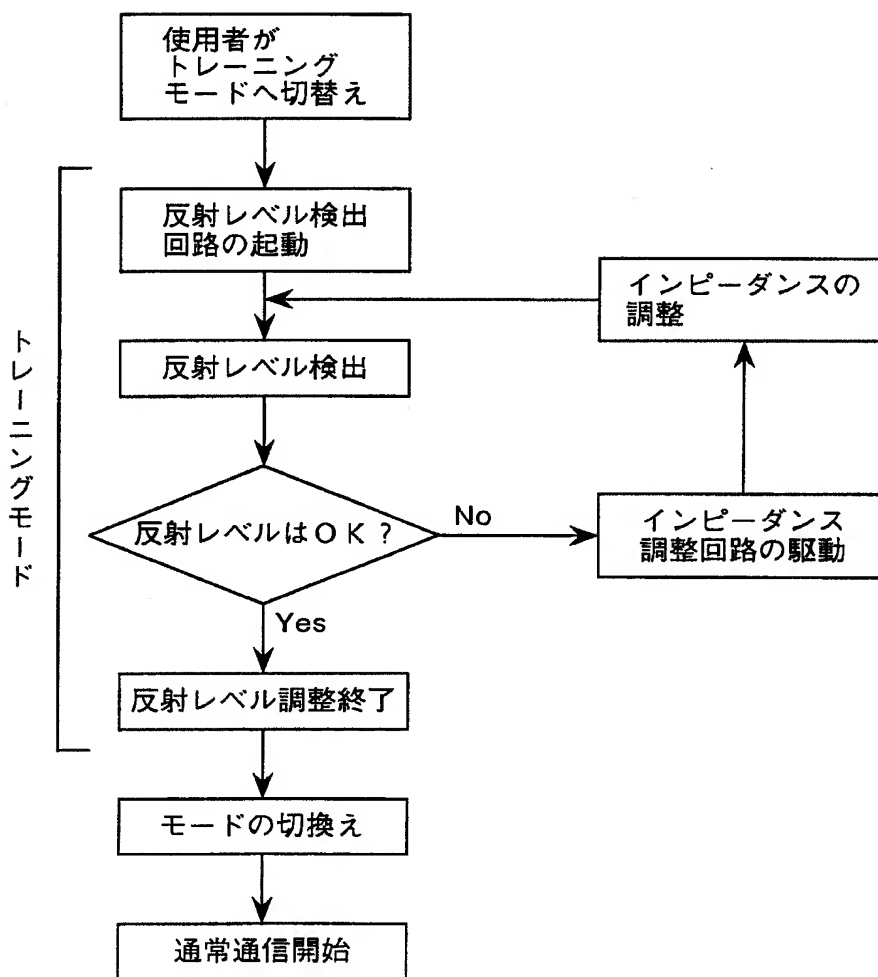 使用者が
トレーニング
モードへ切替え
反射レベル検出
回路の起動
インピーダンスの
調整
反射レベル検出
トレーニングモード
反射レベルはＯＫ？
No
インピーダンス
調整回路の駆動
Yes
反射レベル調整終了
モードの切換え
通常通信開始